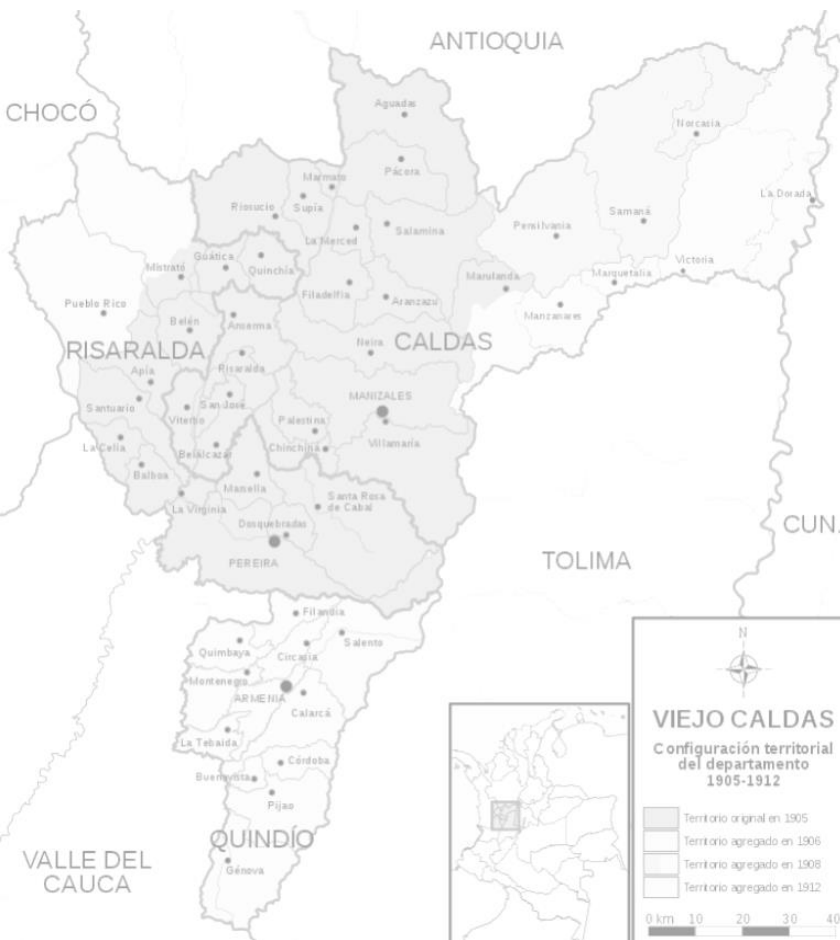 ANTIOQUIA
CHOCÓ
Aguadas
Norcasia
Pácora
Marmato
La Dorada
Riosucio
Supía
Samaná
Pensilvania
La Merced
Salamina
Guática
Mistrató
Quinchía
Marulanda
Victoria
Marquetalia
Filadelfia
Aranzazu
Pueblo Rico
Manzanares
Belén
Anserma
RISARALDA
Neira
CALDAS
Apía
Risaralda
MANIZALES
Santuario
Viterbo
San José
Palestina
La Celia
Belalcazar
Chinchiná
Villamaría
Balboa
Marsella
La Virginia
Santa Rosa
de Cabal
Dosquebradas
CUN
PEREIRA
TOLIMA
Filandia
Salento
Quimbaya
Circasia
Montenegro
ARMENIA
Calarcá
La Tebaida
Córdoba
Buenavista
Pijao
QUINDÍO
Génova
VALLE DEL
CAUCA
N
VIEJO CALDAS
Configuración territorial
del departamento
1905-1912
Territorio original en 1905
Territorio agregado en 1906
Territorio agregado en 1908
Territorio agregado en 1912
0 km 10 20 30 40